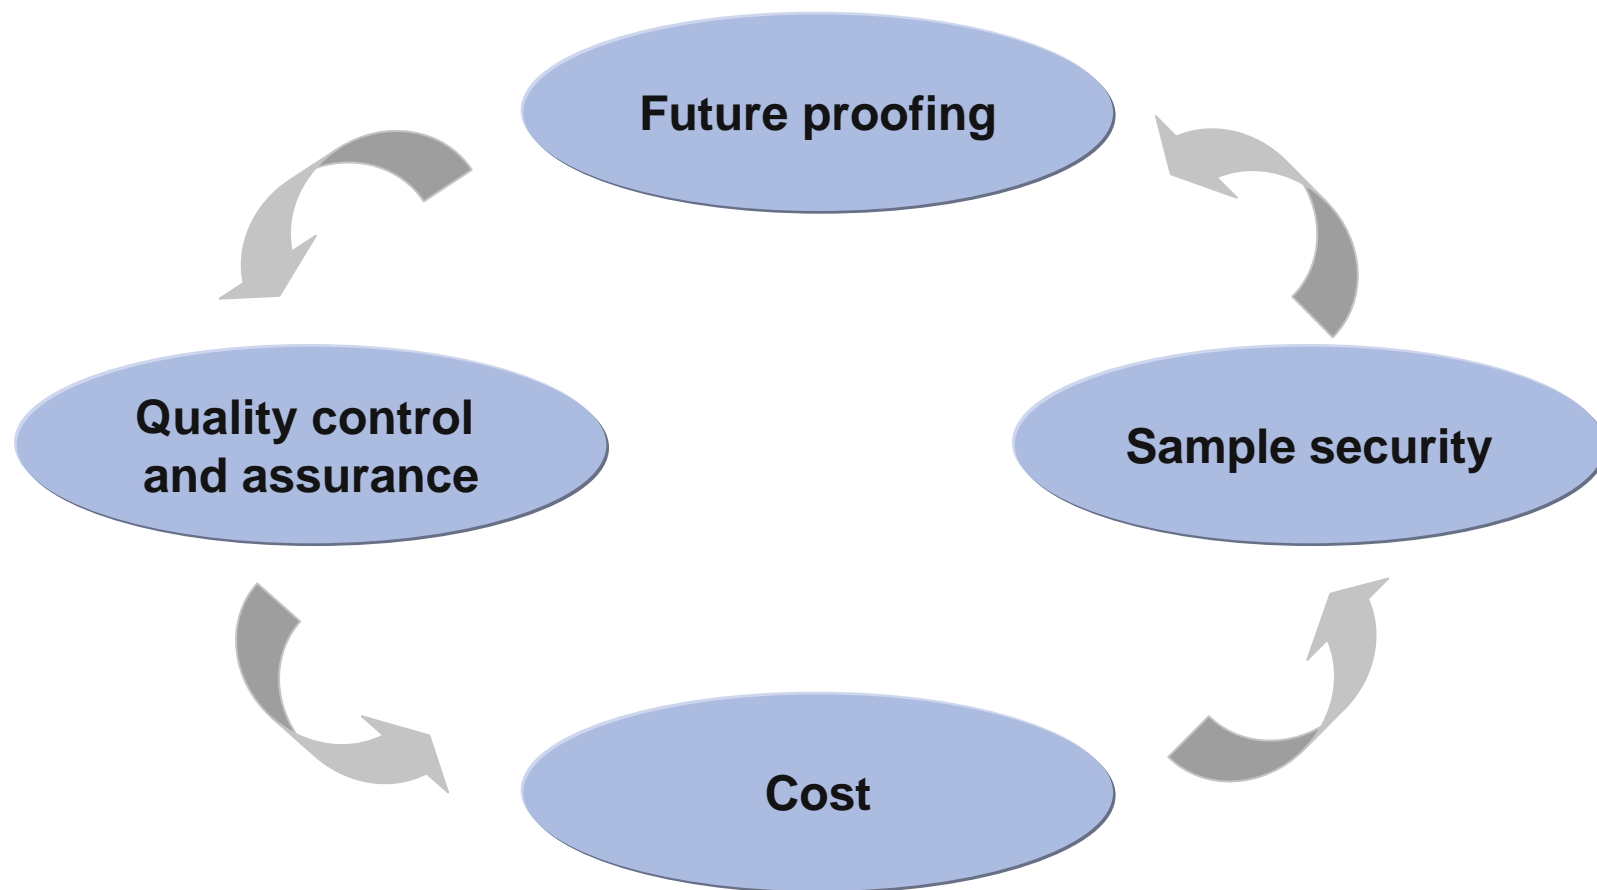 Future proofing
Quality control
and assurance
Sample security
Cost